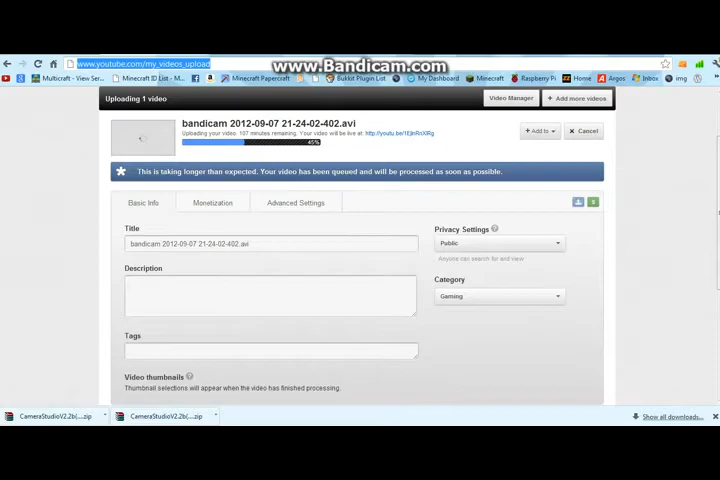 www.Bandicam.com
www.youtube.com/my_videos_upload
Multicraft - View Ser... Minecraft ID List - Mi... Minecraft Papercraft Bukkit Plugin List My Dashboard Minecraft Raspberry Pi Home Argos Inbox img
Uploading 1 video Video Manager + Add more videos
bandicam 2012-09-07 21-24-02-402.avi
Uploading your video. 107 minutes remaining. Your video will be live at:
45%
+ Add to Cancel
This is taking longer than expected. Your video has been queued and will be processed as soon as possible.
Basic Info Monetization Advanced Settings
Title
bandicam 2012-09-07 21-24-02-402.avi
Description
Tags
Video thumbnails ?
Thumbnail selections will appear when the video has finished processing.
Privacy Settings ?
Public
Anyone can search for and view
Category
Gaming
CameraStudioV2.2b(....zip CameraStudioV2.2b(....zip Show all downloads...